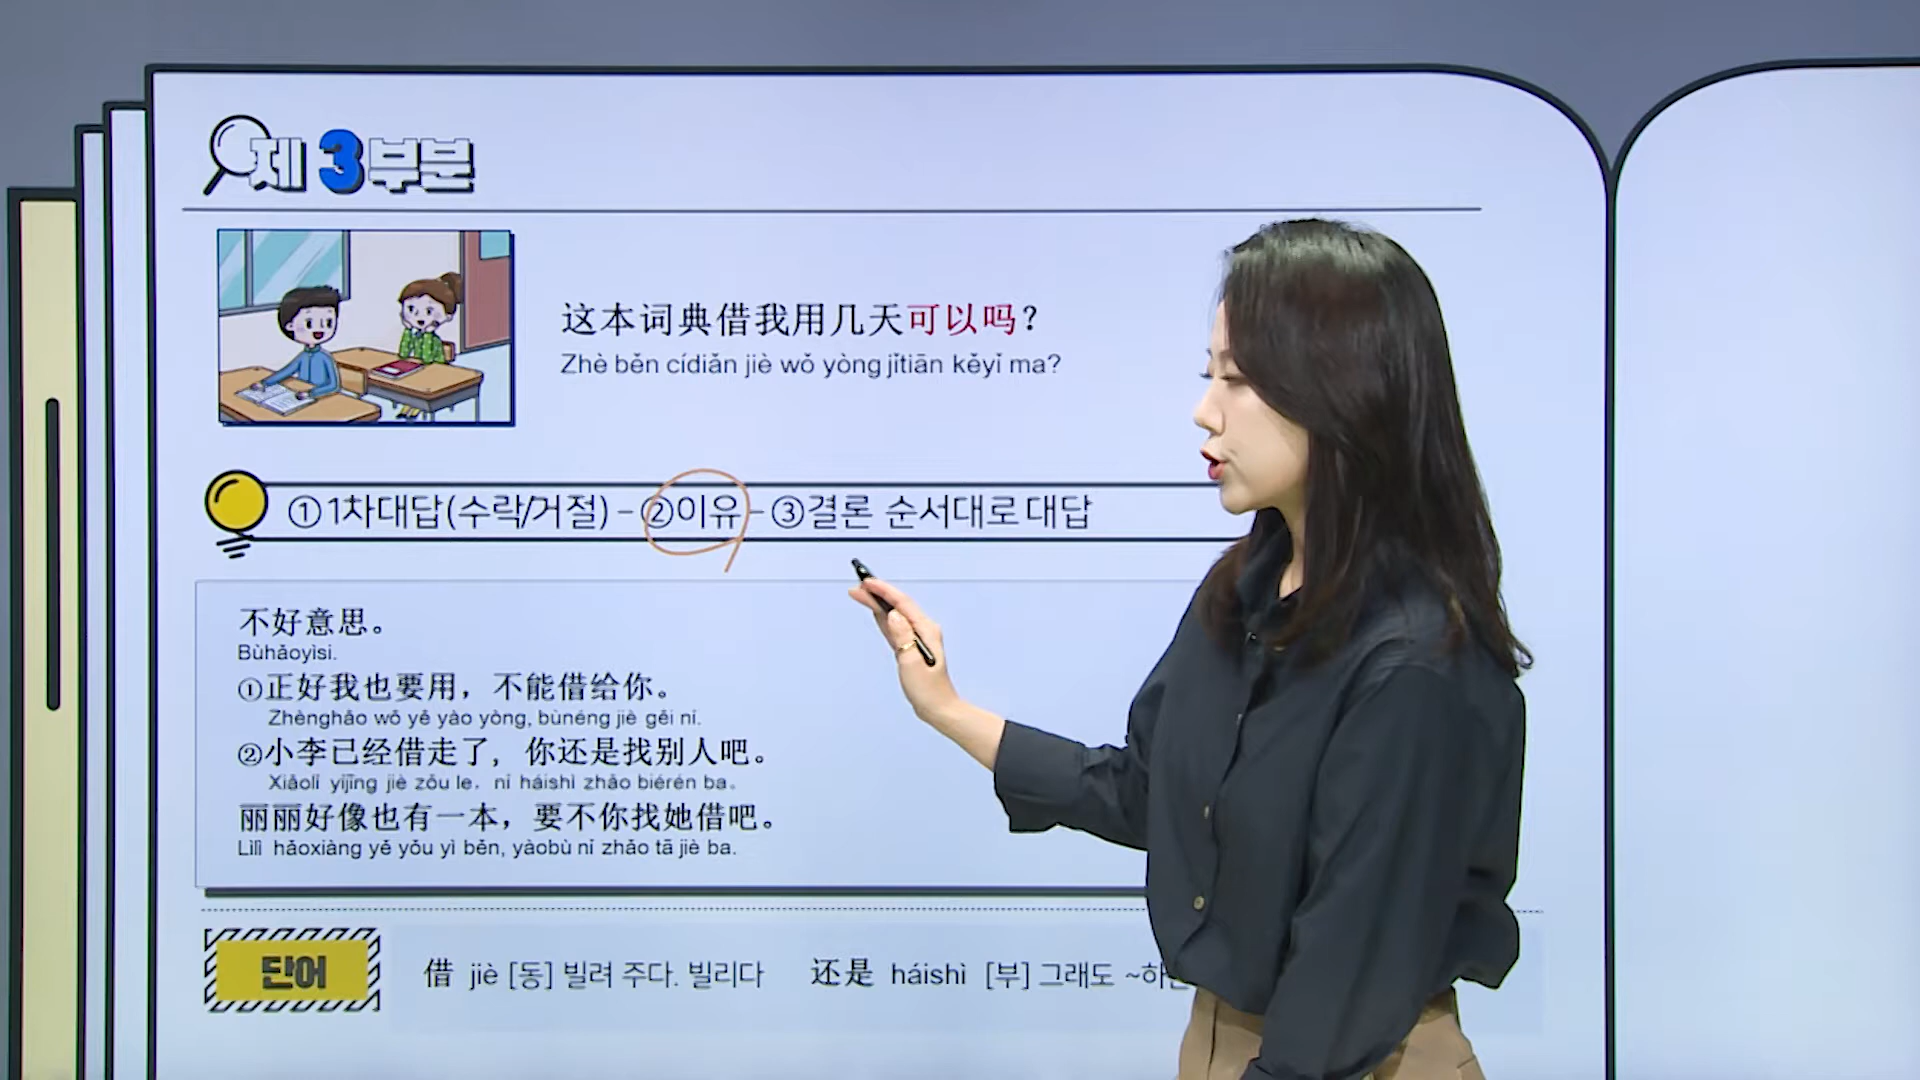 제 3부분
这本词典借我用几天可以吗？
Zhè běn cídiǎn jiè wǒ yòng jǐtiān kěyǐ ma?
①1차대답(수락/거절) – ②이유 – ③결론 순서대로 대답
不好意思。
Bùhǎoyìsi.
①正好我也要用，不能借给你。
Zhènghǎo wǒ yě yào yòng, bùnéng jiè gěi nǐ.
②小李已经借走了，你还是找别人吧。
Xiǎolǐ yǐjīng jiè zǒu le，nǐ háishì zhǎo biérén ba。
丽丽好像也有一本，要不你找她借吧。
Lìlì hǎoxiàng yě yǒu yì běn, yàobù nǐ zhǎo tā jiè ba.
단어 借 jiè [동] 빌려 주다. 빌리다 还是 háishì [부] 그래도 ~하